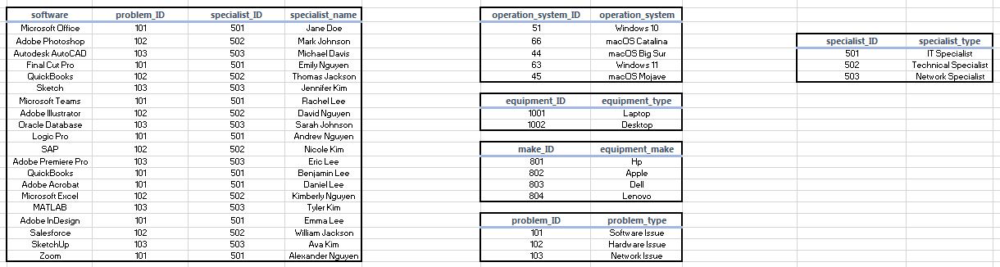 software problem_ID specialist_ID specialist_name
Microsoft Office 101 501 Jane Doe
Adobe Photoshop 102 502 Mark Johnson
Autodesk AutoCAD 103 503 Michael Davis
Final Cut Pro 101 501 Emily Nguyen
QuickBooks 102 502 Thomas Jackson
Sketch 103 503 Jennifer Kim
Microsoft Teams 101 501 Rachel Lee
Adobe Illustrator 102 502 David Nguyen
Oracle Database 103 503 Sarah Johnson
Logic Pro 101 501 Andrew Nguyen
SAP 102 502 Nicole Kim
Adobe Premiere Pro 103 503 Eric Lee
QuickBooks 101 501 Benjamin Lee
Adobe Acrobat 101 501 Daniel Lee
Microsoft Excel 102 502 Kimberly Nguyen
MATLAB 103 503 Tyler Kim
Adobe InDesign 101 501 Emma Lee
Salesforce 102 502 William Jackson
SketchUp 103 503 Ava Kim
Zoom 101 501 Alexander Nguyen
operation_system_ID operation_system
51 Windows 10
66 macOS Catalina
44 macOS Big Sur
63 Windows 11
45 macOS Mojave
equipment_ID equipment_type
1001 Laptop
1002 Desktop
make_ID equipment_make
801 Hp
802 Apple
803 Dell
804 Lenovo
problem_ID problem_type
101 Software Issue
102 Hardware Issue
103 Network Issue
specialist_ID specialist_type
501 IT Specialist
502 Technical Specialist
503 Network Specialist